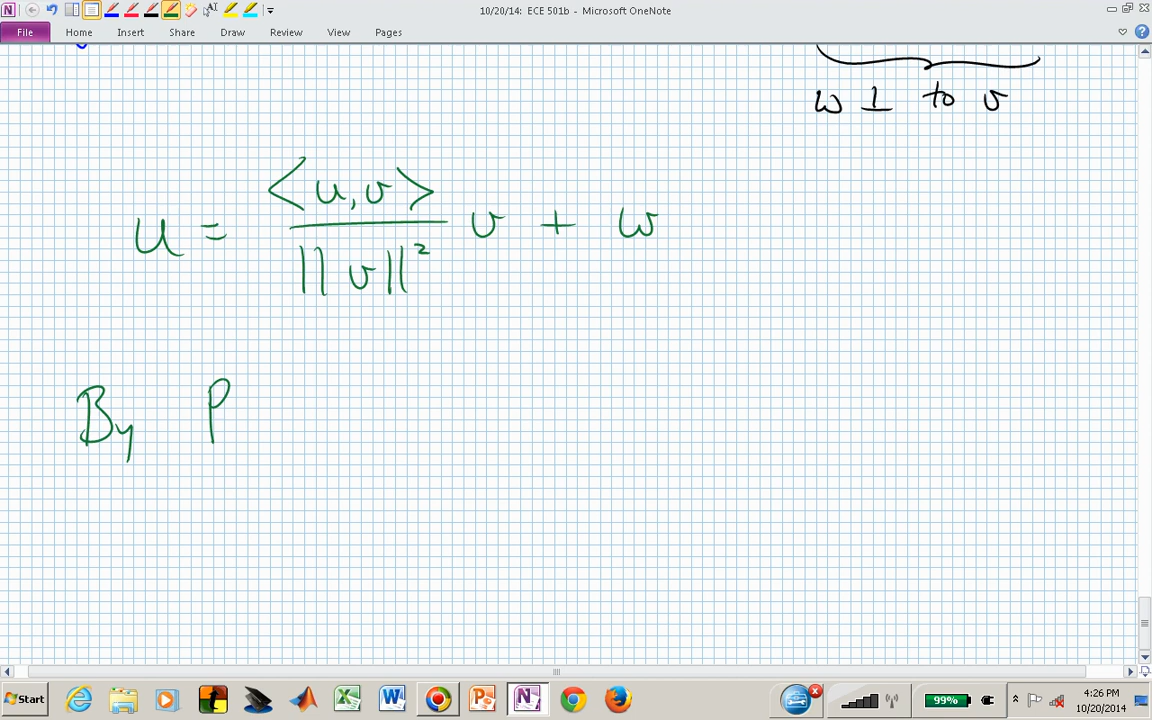 10/20/14: ECE 501b - Microsoft OneNote
File Home Insert Share Draw Review View Pages
w ⊥ to v
u = <u,v> / ||v||² v + w
By P
Start
99%
4:26 PM
10/20/2014